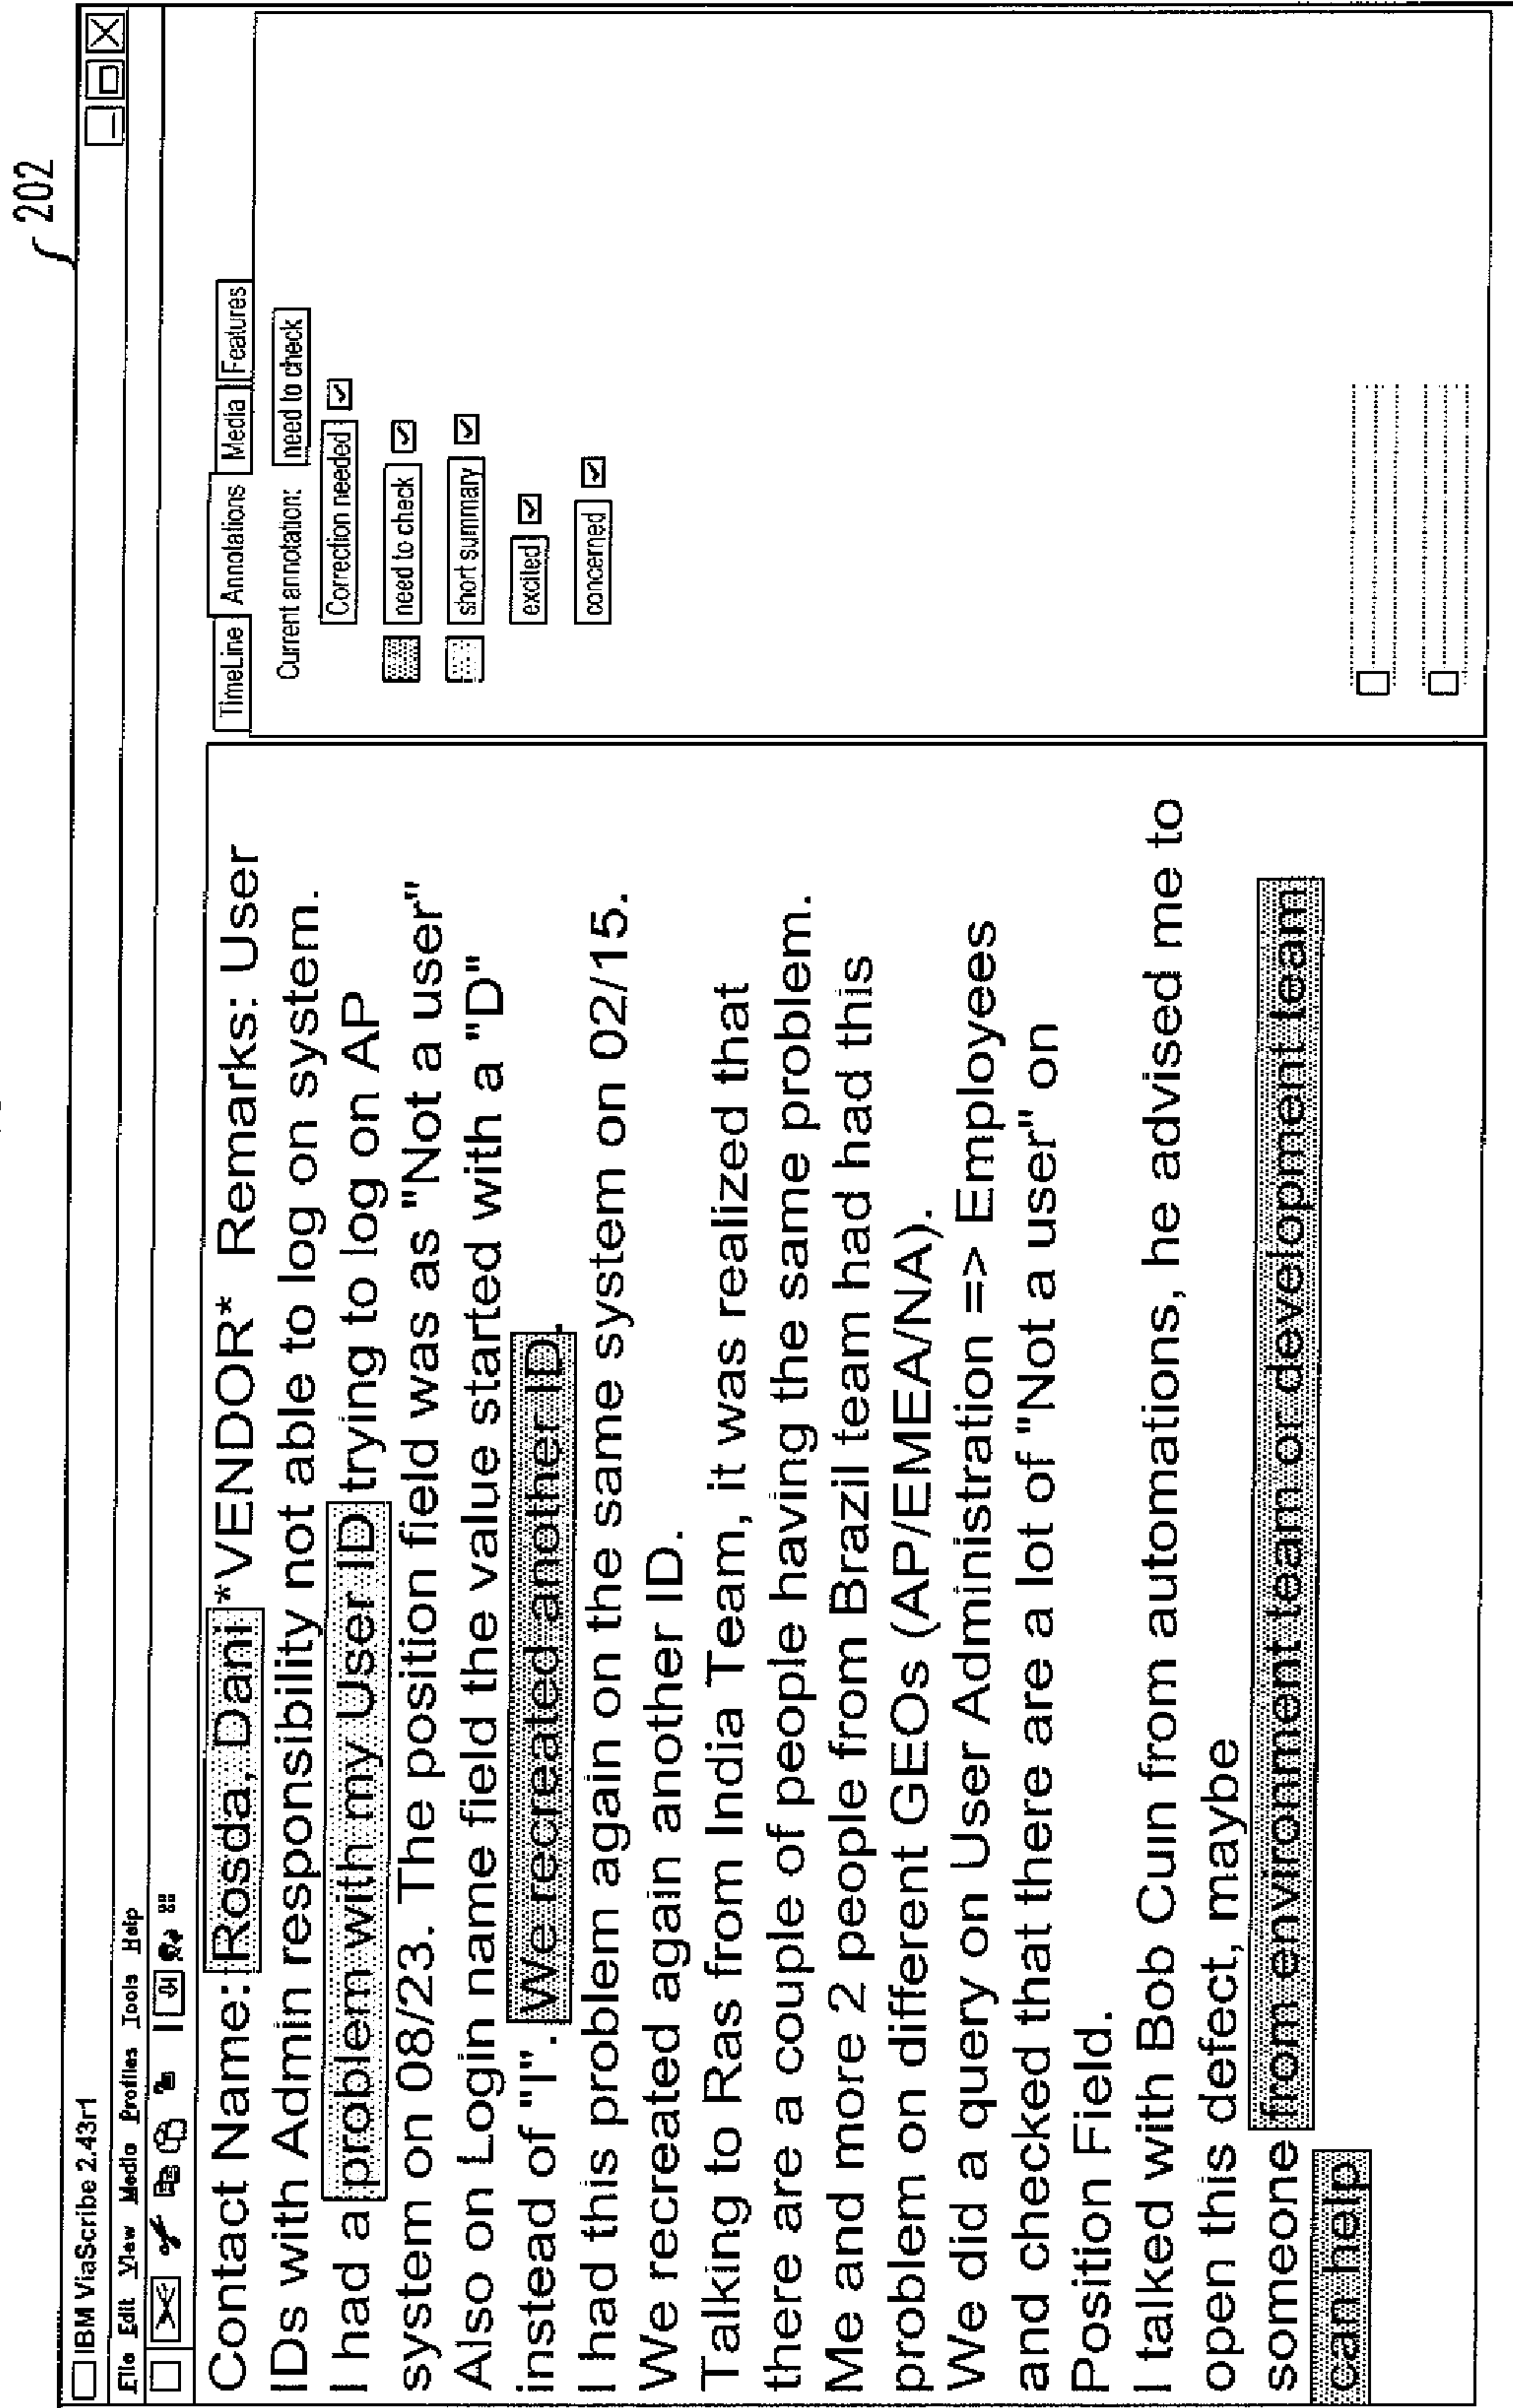 202
IBM ViaScribe 2.43r1
File Edit View Media Profiles Tools Help
Contact Name: Rosda, Dani *VENDOR* Remarks: User
IDs with Admin responsibility not able to log on system.
I had a problem with my User ID trying to log on AP
system on 08/23. The position field was as "Not a user"
Also on Login name field the value started with a "D"
instead of "I". We recreated another ID.
I had this problem again on the same system on 02/15.
We recreated again another ID.
Talking to Ras from India Team, it was realized that
there are a couple of people having the same problem.
Me and more 2 people from Brazil team had had this
problem on different GEOs (AP/EMEA/NA).
We did a query on User Administration => Employees
and checked that there are a lot of "Not a user" on
Position Field.
I talked with Bob Cuin from automations, he advised me to
open this defect, maybe
someone from environment team or development team
can help
TimeLine Annotations Media Features
Current annotation: need to check
Correction needed
need to check
short summary
excited
concerned